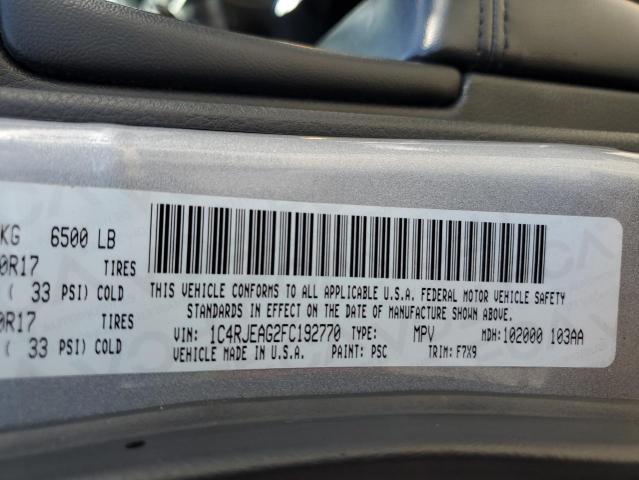 KG 6500 LB
0R17 TIRES
( 33 PSI) COLD
0R17 TIRES
( 33 PSI) COLD
THIS VEHICLE CONFORMS TO ALL APPLICABLE U.S.A. FEDERAL MOTOR VEHICLE SAFETY
STANDARDS IN EFFECT ON THE DATE OF MANUFACTURE SHOWN ABOVE.
VIN: 1C4RJEAG2FC192770 TYPE: MPV MDH: 102000 103AA
VEHICLE MADE IN U.S.A. PAINT: PSC TRIM: F7X9